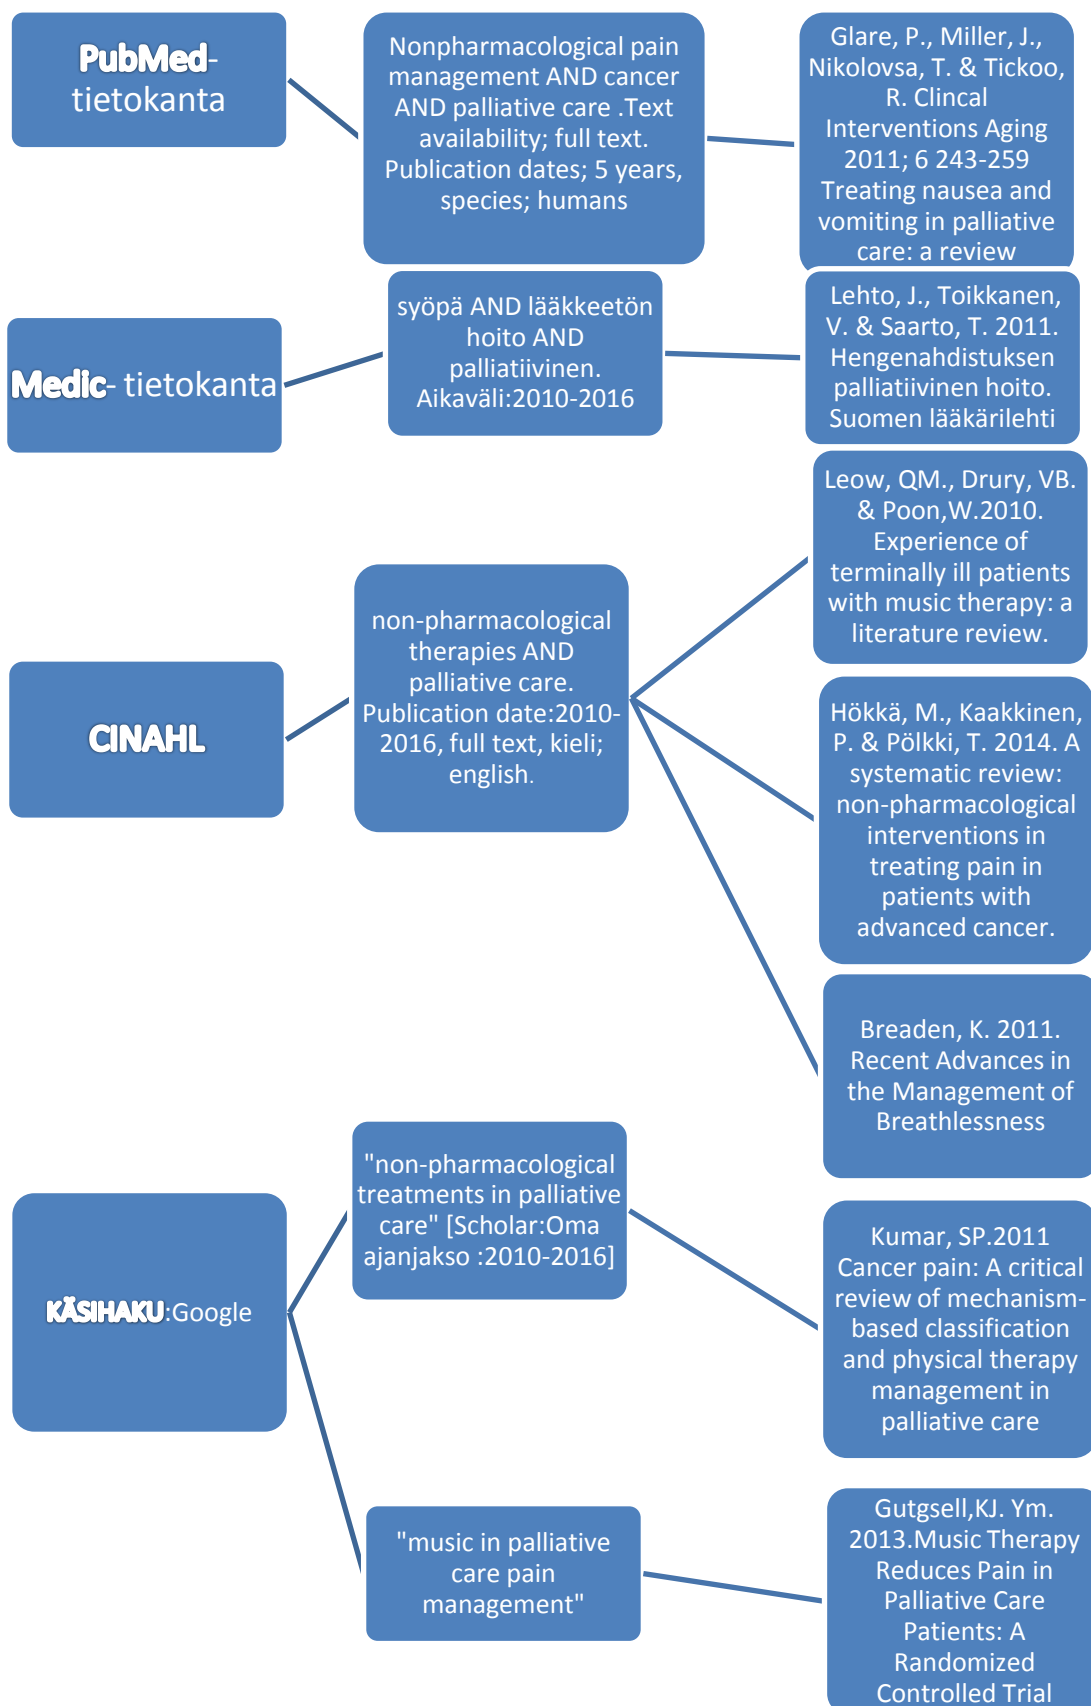 PubMed-
tietokanta
Nonpharmacological pain
management AND cancer
AND palliative care .Text
availability; full text.
Publication dates; 5 years,
species; humans
Glare, P., Miller, J.,
Nikolovsa, T. & Tickoo,
R. Clincal
Interventions Aging
2011; 6 243-259
Treating nausea and
vomiting in palliative
care: a review
Medic- tietokanta
syöpä AND lääkkeetön
hoito AND
palliatiivinen.
Aikaväli:2010-2016
Lehto, J., Toikkanen,
V. & Saarto, T. 2011.
Hengenahdistuksen
palliatiivinen hoito.
Suomen lääkärilehti
CINAHL
non-pharmacological
therapies AND
palliative care.
Publication date:2010-
2016, full text, kieli;
english.
Leow, QM., Drury, VB.
& Poon,W.2010.
Experience of
terminally ill patients
with music therapy: a
literature review.
Hökkä, M., Kaakkinen,
P. & Pölkki, T. 2014. A
systematic review:
non-pharmacological
interventions in
treating pain in
patients with
advanced cancer.
Breaden, K. 2011.
Recent Advances in
the Management of
Breathlessness
KÄSIHAKU:Google
"non-pharmacological
treatments in palliative
care" [Scholar:Oma
ajanjakso :2010-2016]
Kumar, SP.2011
Cancer pain: A critical
review of mechanism-
based classification
and physical therapy
management in
palliative care
"music in palliative
care pain
management"
Gutgsell,KJ. Ym.
2013.Music Therapy
Reduces Pain in
Palliative Care
Patients: A
Randomized
Controlled Trial